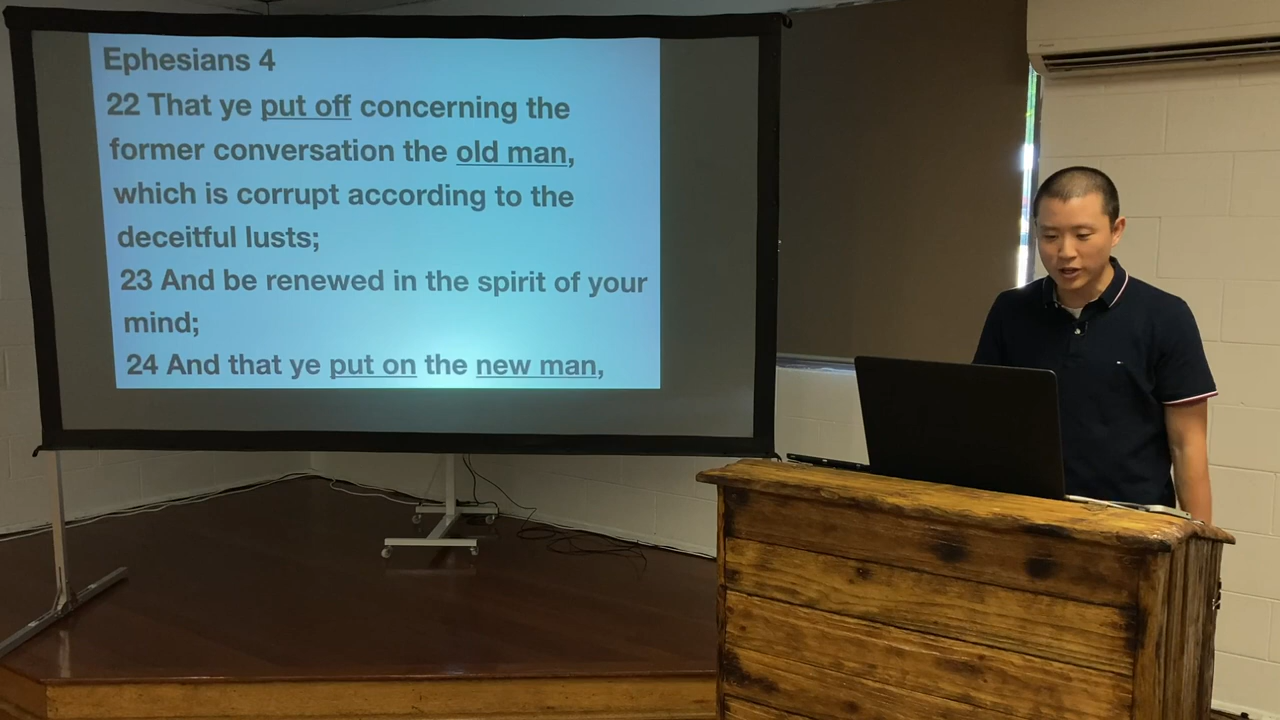 Ephesians 4
22 That ye put off concerning the
former conversation the old man,
which is corrupt according to the
deceitful lusts;
23 And be renewed in the spirit of your
mind;
24 And that ye put on the new man,